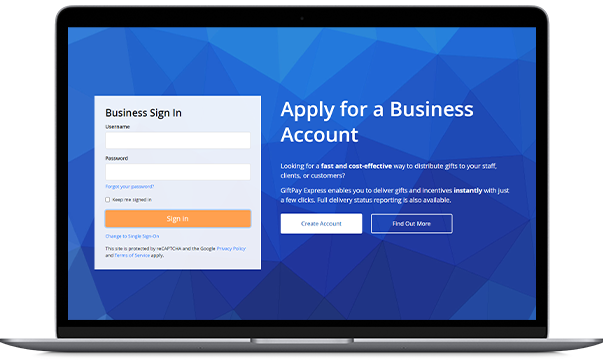 Business Sign In
Username
Password
Forgot your password?
Keep me signed in
Sign in
Change to Single Sign-On
This site is protected by reCAPTCHA and the Google Privacy Policy
and Terms of Service apply.
Apply for a Business
Account
Looking for a fast and cost-effective way to distribute gifts to your staff,
clients, or customers?
GiftPay Express enables you to deliver gifts and incentives instantly with just
a few clicks. Full delivery status reporting is also available.
Create Account
Find Out More